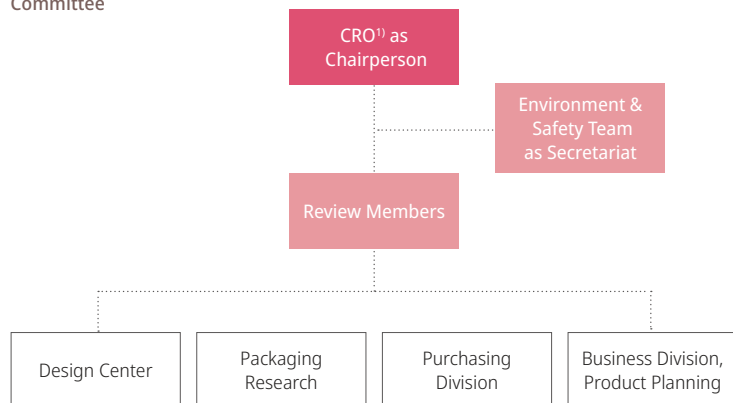 Committee
CRO¹⁾ as
Chairperson
Environment &
Safety Team
as Secretariat
Review Members
Design Center
Packaging
Research
Purchasing
Division
Business Division,
Product Planning